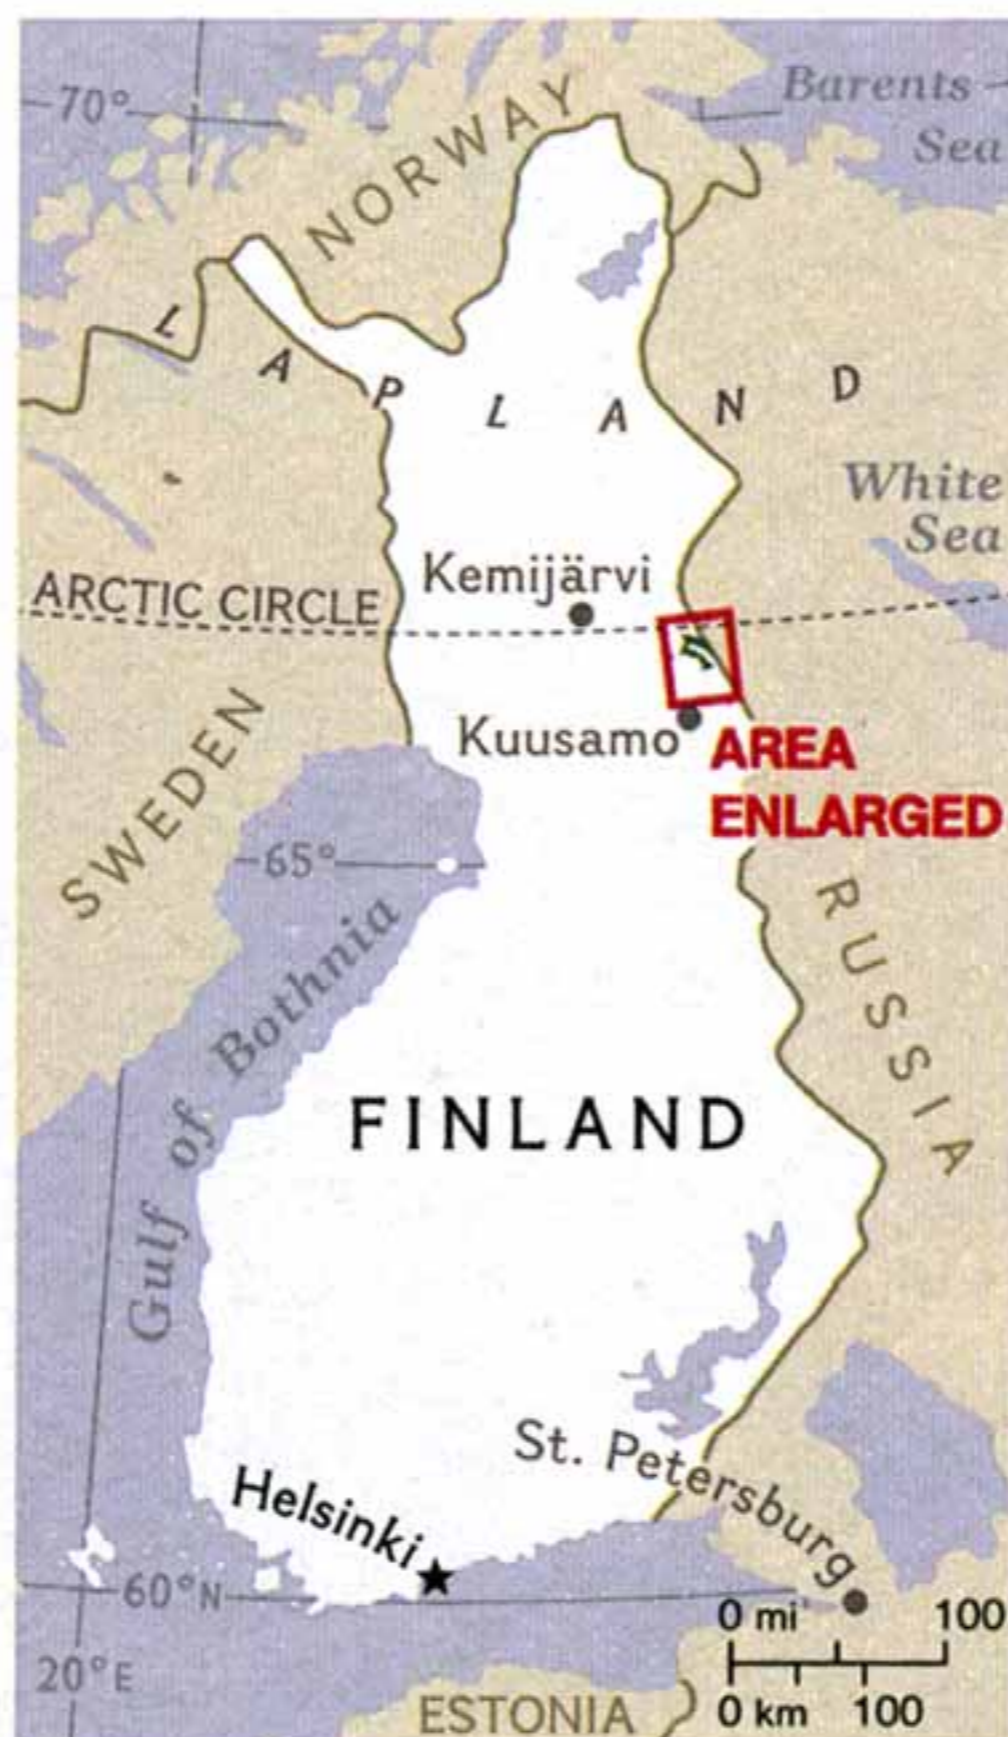 70°
Barents
Sea
NORWAY
LAPLAND
White
Sea
Kemijärvi
ARCTIC CIRCLE
Kuusamo
AREA
ENLARGED
SWEDEN
65°
RUSSIA
Gulf of Bothnia
FINLAND
St. Petersburg
Helsinki
60°N
0 mi 100
20°E
0 km 100
ESTONIA